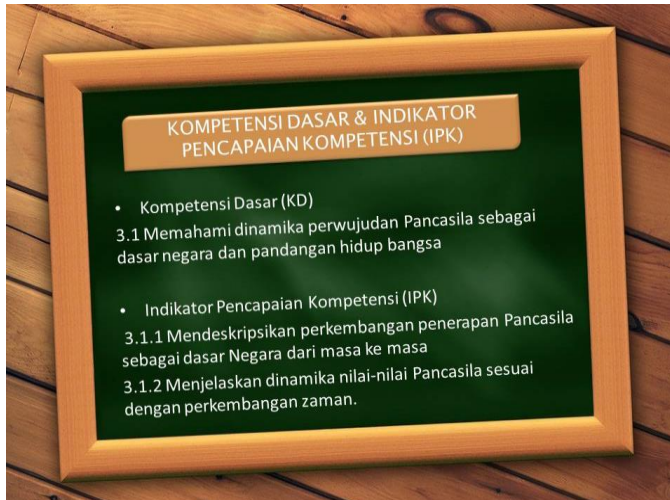 KOMPETENSI DASAR & INDIKATOR
PENCAPAIAN KOMPETENSI (IPK)
• Kompetensi Dasar (KD)
3.1 Memahami dinamika perwujudan Pancasila sebagai
dasar negara dan pandangan hidup bangsa
• Indikator Pencapaian Kompetensi (IPK)
3.1.1 Mendeskripsikan perkembangan penerapan Pancasila
sebagai dasar Negara dari masa ke masa
3.1.2 Menjelaskan dinamika nilai-nilai Pancasila sesuai
dengan perkembangan zaman.